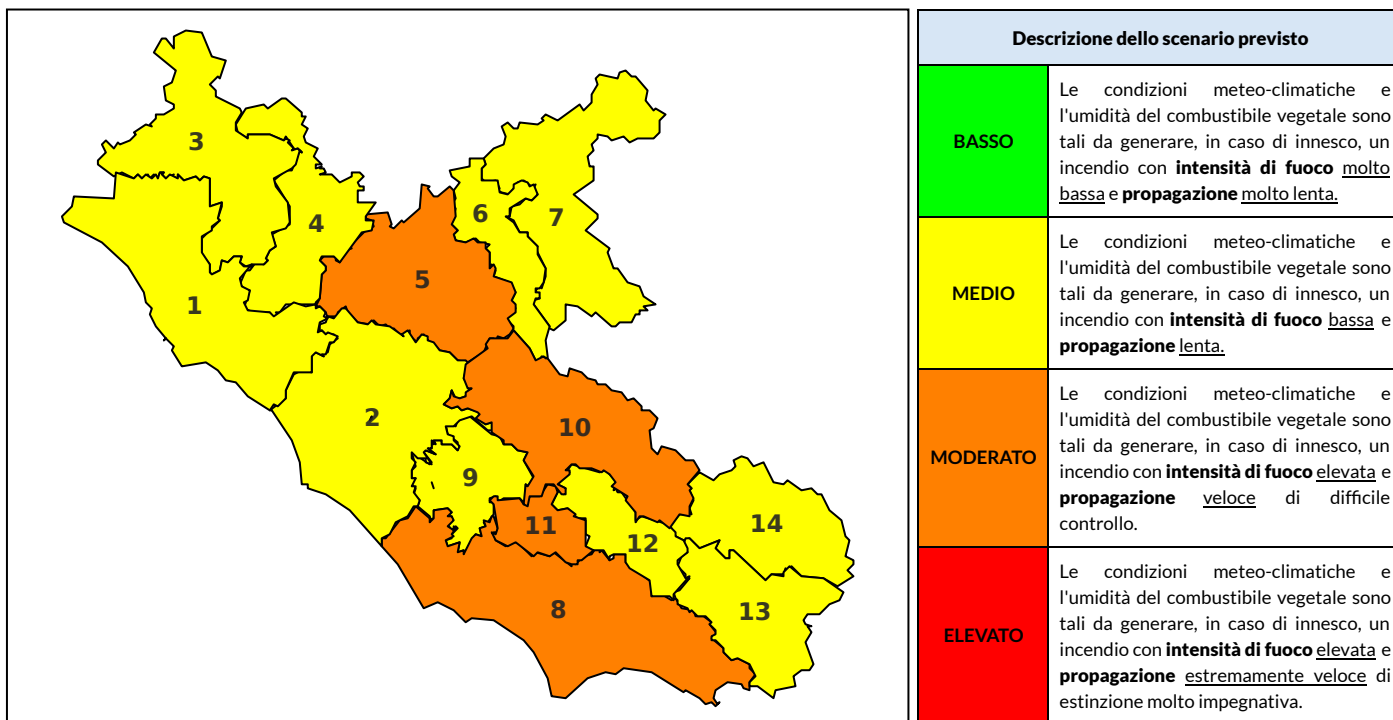 3
4
6
7
5
1
2
10
9
11
12
14
8
13
Descrizione dello scenario previsto
BASSO
Le condizioni meteo-climatiche e
l'umidità del combustibile vegetale sono
tali da generare, in caso di innesco, un
incendio con intensità di fuoco molto
bassa e propagazione molto lenta.
MEDIO
Le condizioni meteo-climatiche e
l'umidità del combustibile vegetale sono
tali da generare, in caso di innesco, un
incendio con intensità di fuoco bassa e
propagazione lenta.
MODERATO
Le condizioni meteo-climatiche e
l'umidità del combustibile vegetale sono
tali da generare, in caso di innesco, un
incendio con intensità di fuoco elevata e
propagazione veloce di difficile
controllo.
ELEVATO
Le condizioni meteo-climatiche e
l'umidità del combustibile vegetale sono
tali da generare, in caso di innesco, un
incendio con intensità di fuoco elevata e
propagazione estremamente veloce di
estinzione molto impegnativa.